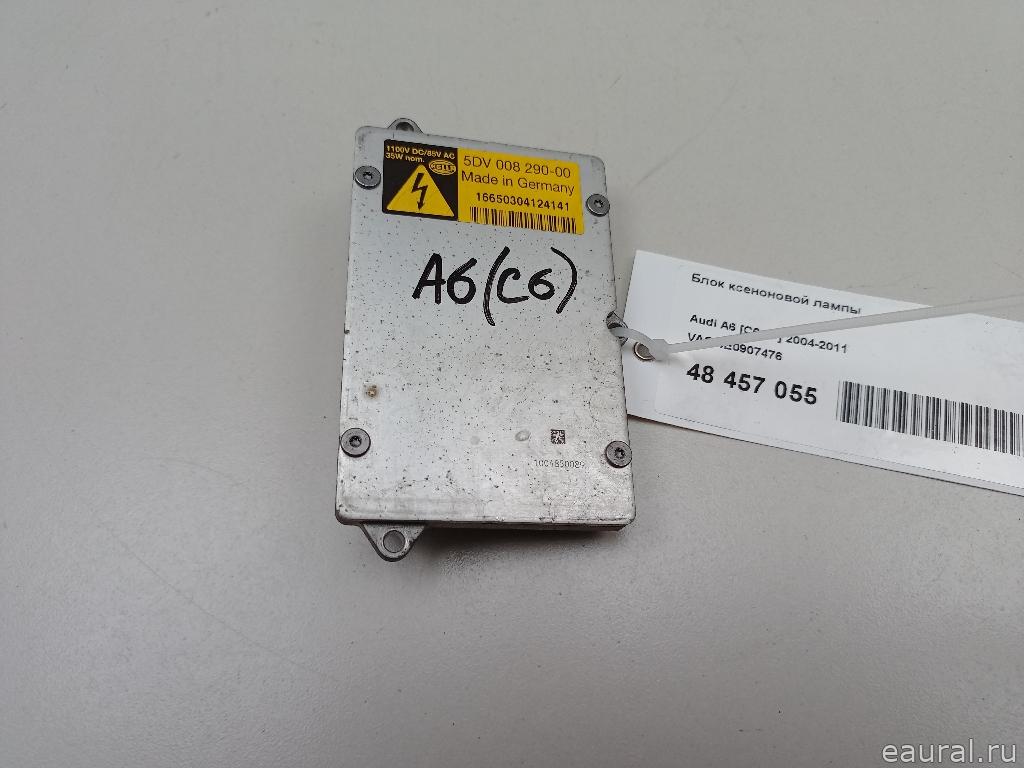 1100V DC/85V AC
35W nom.
HELLA
5DV 008 290-00
Made in Germany
16650304124141
A6 (C6)
Блок ксеноновой лампы
Audi A6 2004-2011
48 457 055
eaural.ru